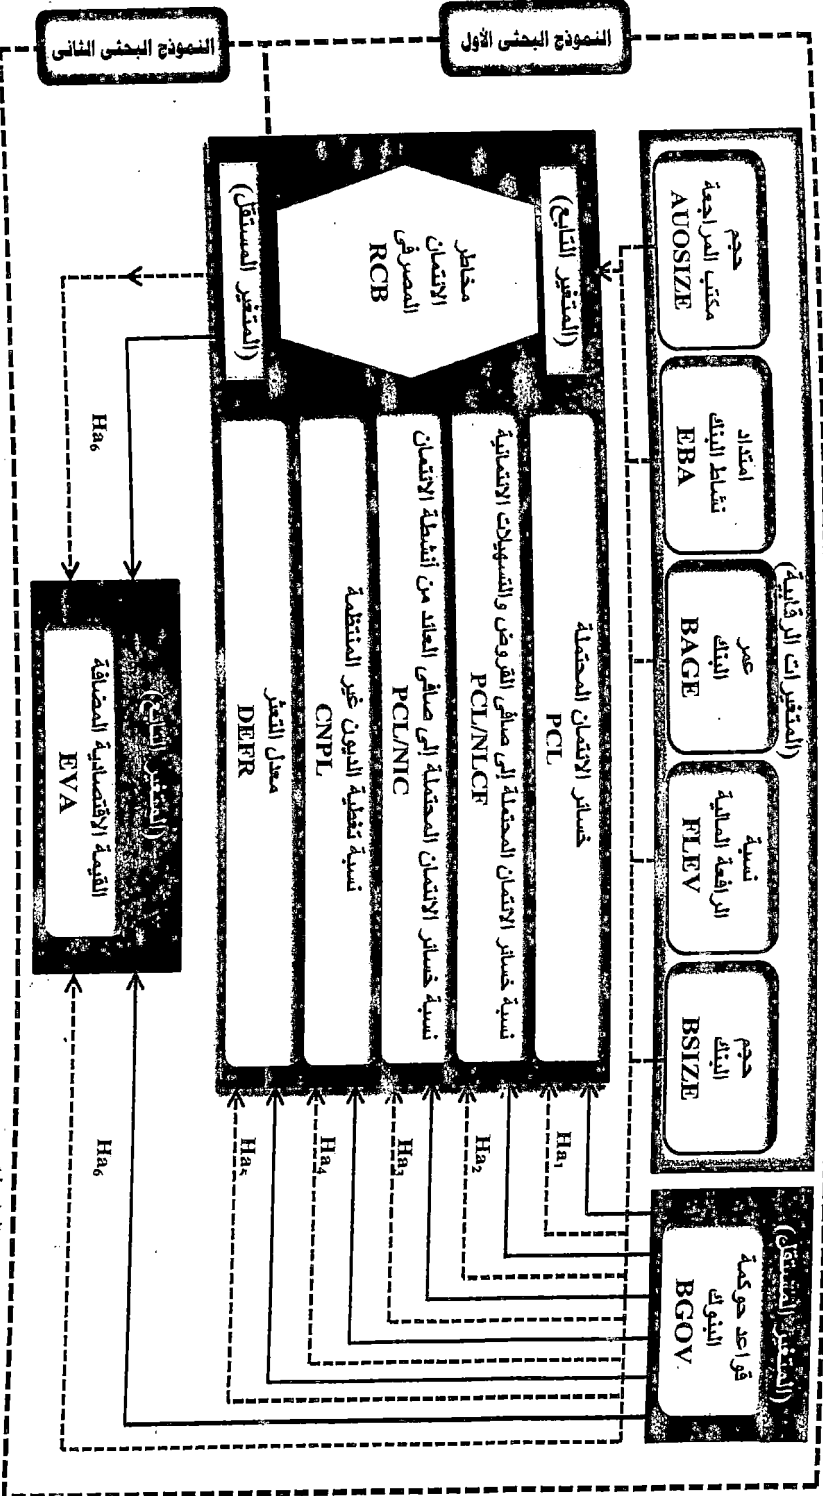 النموذج البحثى الأول
النموذج البحثى الثانى
(المتغيرات الرقابية)
حجم
مكتب المراجعة
AUOSIZE
امتداد
نشاط البنك
EBA
عمر
البنك
BAGE
نسبة
الرافعة المالية
FLEV
حجم
البنك
BSIZE
(المتغير المستقل)
قواعد حوكمة
البنوك
BGOV
(المتغير التابع)
مخاطر
الائتمان
المصرفى
RCB
(المتغير المستقل)
خسائر الائتمان المحتملة
PCL
نسبة خسائر الائتمان المحتملة إلى صافى القروض والتسهيلات الائتمانية
PCL/NLCF
نسبة خسائر الائتمان المحتملة إلى صافى العائد من أنشطة الائتمان
PCL/NIC
نسبة تغطية الديون غير المنتظمة
CNPL
معدل التعثر
DEFR
Ha1
Ha2
Ha3
Ha4
Ha5
Ha6
Ha6
(المتغير التابع)
القيمة الاقتصادية المضافة
EVA